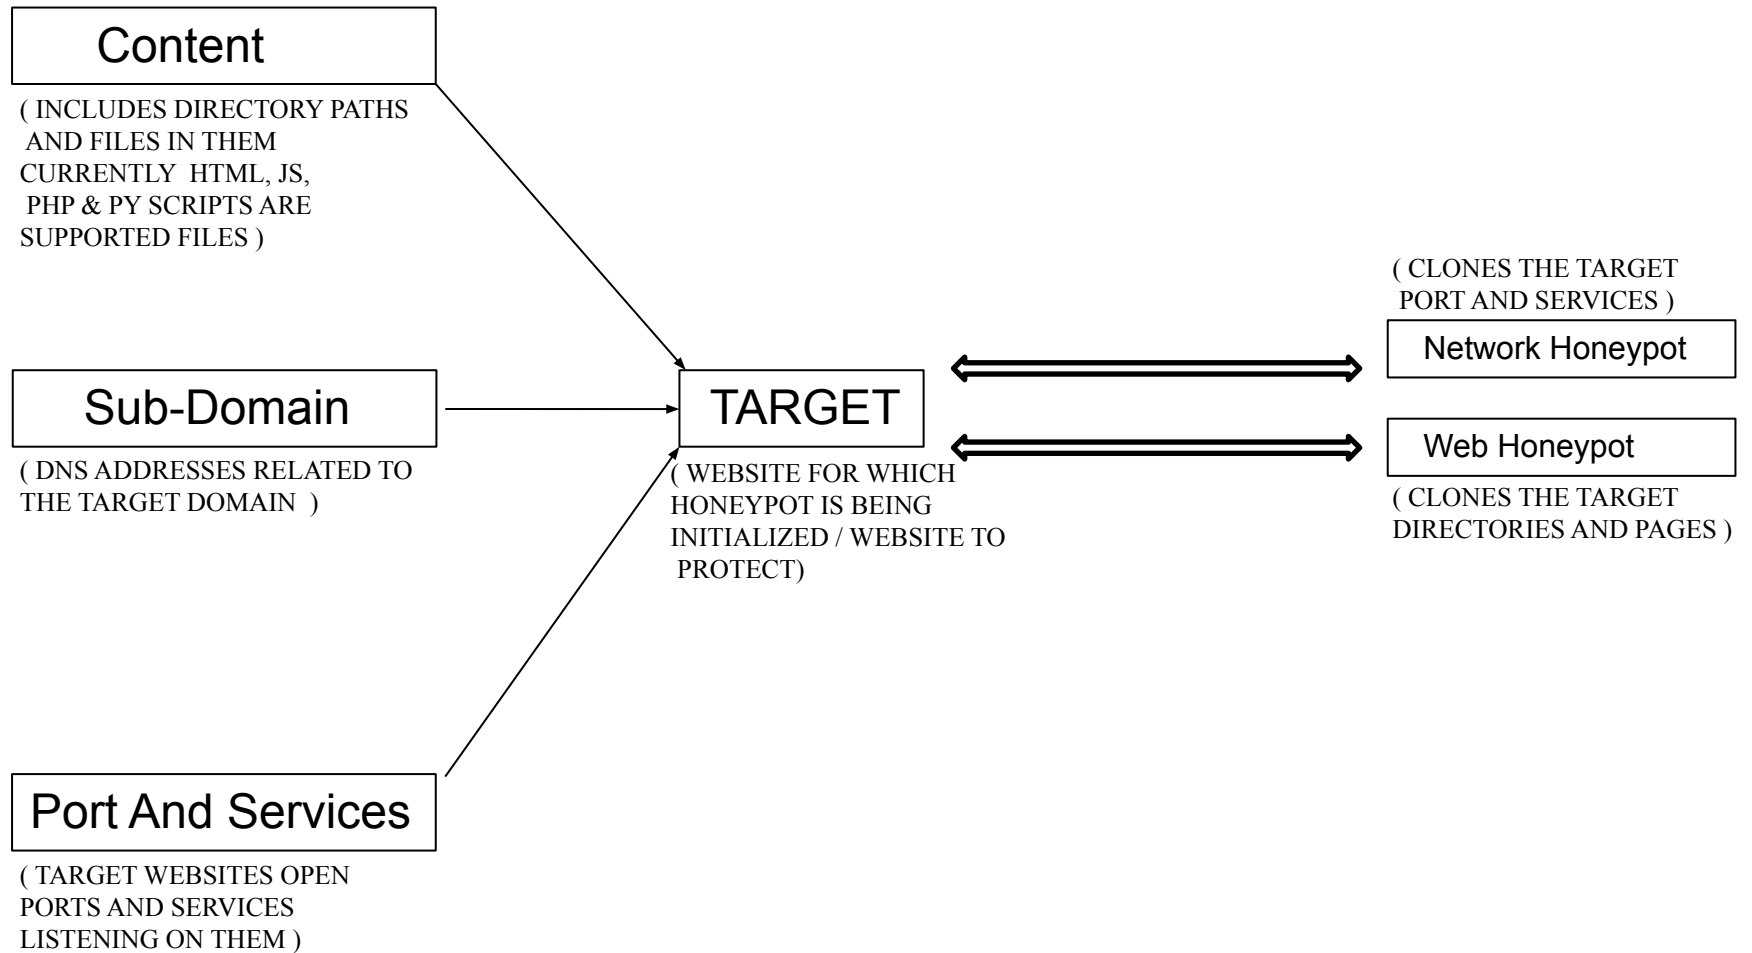 Content
( INCLUDES DIRECTORY PATHS
AND FILES IN THEM
CURRENTLY HTML, JS,
PHP & PY SCRIPTS ARE
SUPPORTED FILES )
Sub-Domain
( DNS ADDRESSES RELATED TO
THE TARGET DOMAIN )
Port And Services
( TARGET WEBSITES OPEN
PORTS AND SERVICES
LISTENING ON THEM )
TARGET
( WEBSITE FOR WHICH
HONEYPOT IS BEING
INITIALIZED / WEBSITE TO
PROTECT)
( CLONES THE TARGET
PORT AND SERVICES )
Network Honeypot
Web Honeypot
( CLONES THE TARGET
DIRECTORIES AND PAGES )